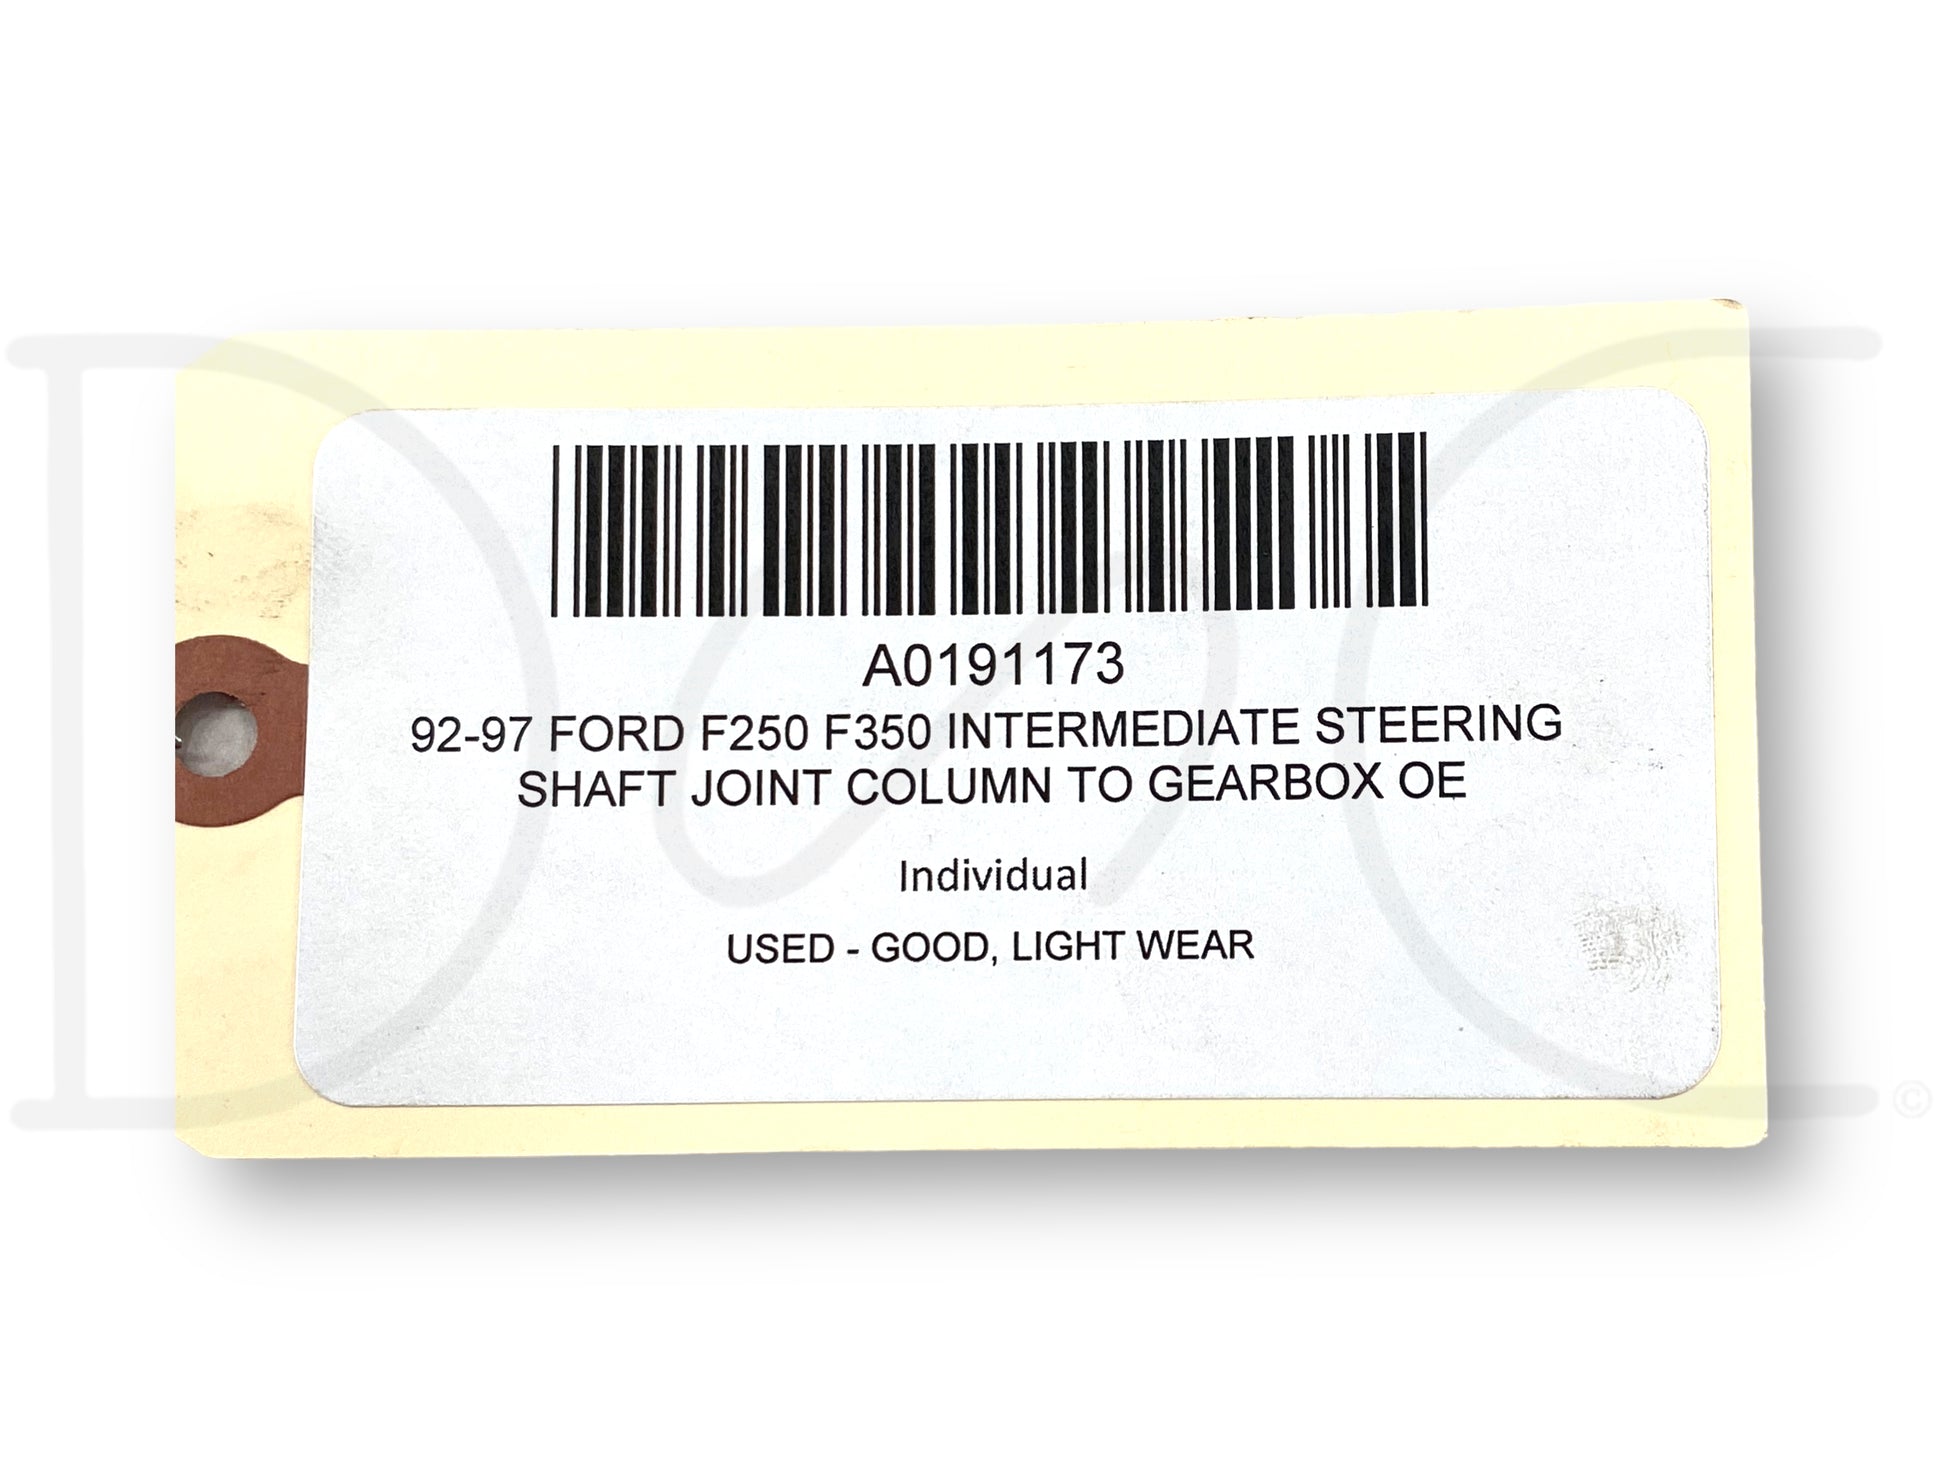 A0191173
92-97 FORD F250 F350 INTERMEDIATE STEERING
SHAFT JOINT COLUMN TO GEARBOX OE
Individual
USED - GOOD, LIGHT WEAR
©